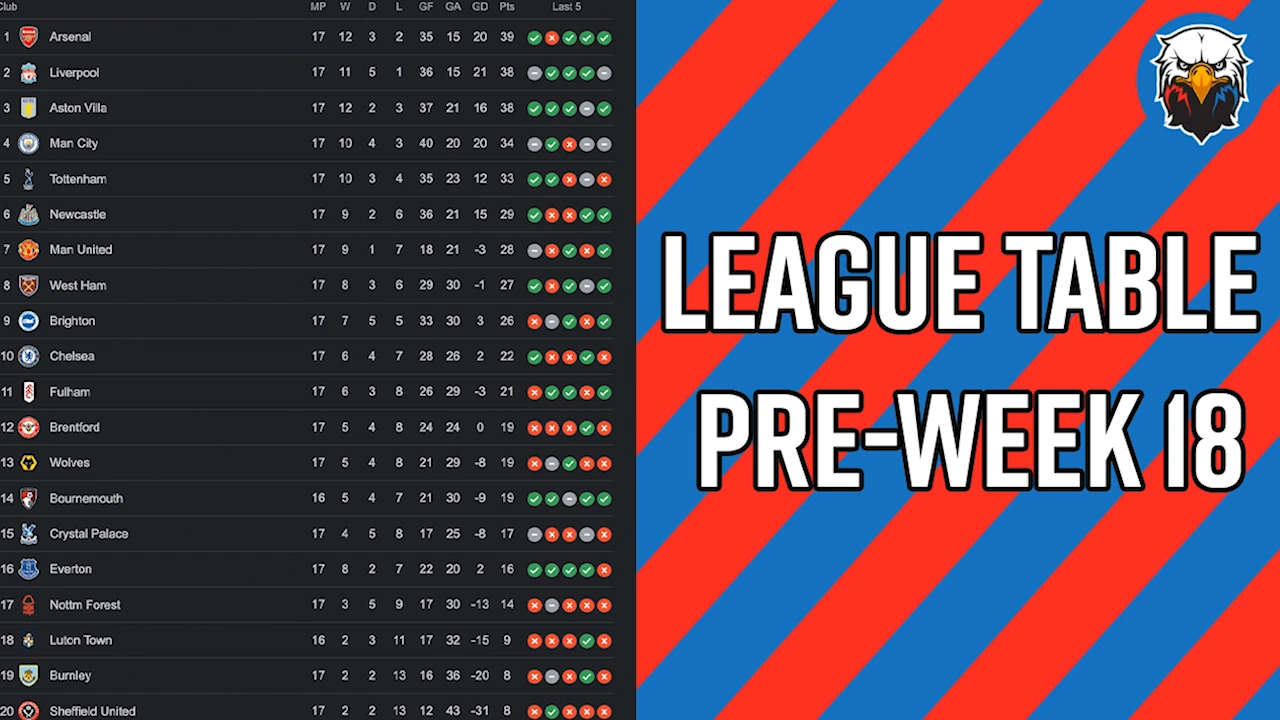 Club MP W D L GF GA GD Pts Last 5
1 Arsenal 17 12 3 2 35 15 20 39
2 Liverpool 17 11 5 1 36 15 21 38
3 Aston Villa 17 12 2 3 37 21 16 38
4 Man City 17 10 4 3 40 20 20 34
5 Tottenham 17 10 3 4 35 23 12 33
6 Newcastle 17 9 2 6 36 21 15 29
7 Man United 17 9 1 7 18 21 -3 28
8 West Ham 17 8 3 6 29 30 -1 27
9 Brighton 17 7 5 5 33 30 3 26
10 Chelsea 17 6 4 7 28 26 2 22
11 Fulham 17 6 3 8 26 29 -3 21
12 Brentford 17 5 4 8 24 24 0 19
13 Wolves 17 5 4 8 21 29 -8 19
14 Bournemouth 16 5 4 7 21 30 -9 19
15 Crystal Palace 17 4 5 8 17 25 -8 17
16 Everton 17 8 2 7 22 20 2 16
17 Nottm Forest 17 3 5 9 17 30 -13 14
18 Luton Town 16 2 3 11 17 32 -15 9
19 Burnley 17 2 2 13 16 36 -20 8
20 Sheffield United 17 2 2 13 12 43 -31 8
LEAGUE TABLE
PRE-WEEK 18